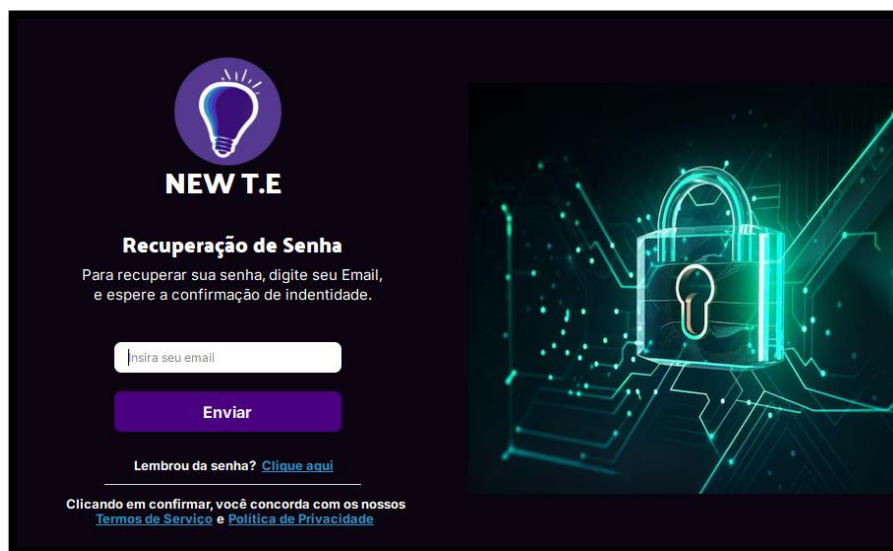 NEW T.E
Recuperação de Senha
Para recuperar sua senha, digite seu Email,
e espere a confirmação de indentidade.
Insira seu email
Enviar
Lembrou da senha? Clique aqui
Clicando em confirmar, você concorda com os nossos
Termos de Serviço e Política de Privacidade